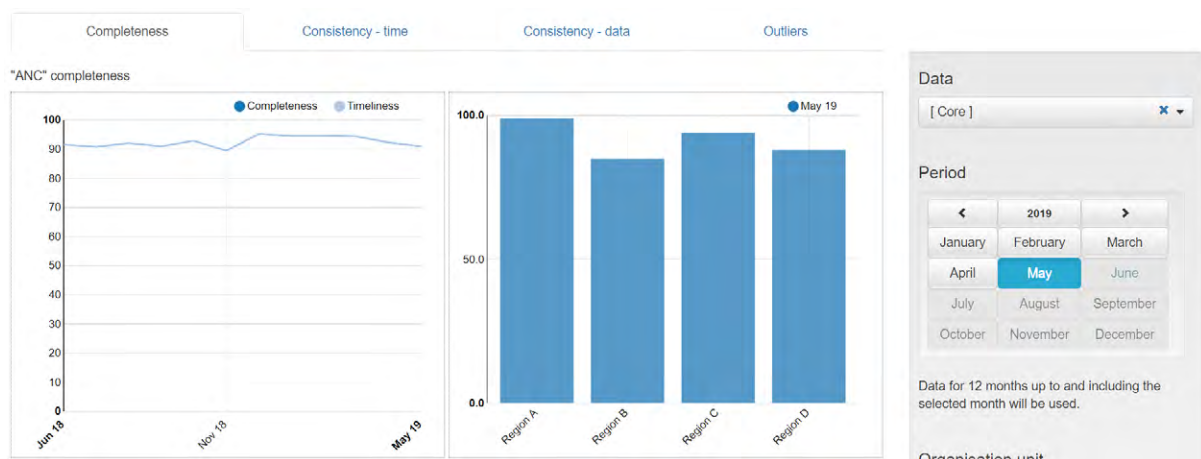 Completeness
Consistency - time
Consistency - data
Outliers
"ANC" completeness
Completeness
Timeliness
100
90
80
70
60
50
40
30
20
10
0
Jun 18
Nov 18
May 19
May 19
100.0
50.0
0.0
Region A
Region B
Region C
Region D
Data
[ Core ]
Period
2019
January February March
April May June
July August September
October November December
Data for 12 months up to and including the
selected month will be used.
Organisation unit